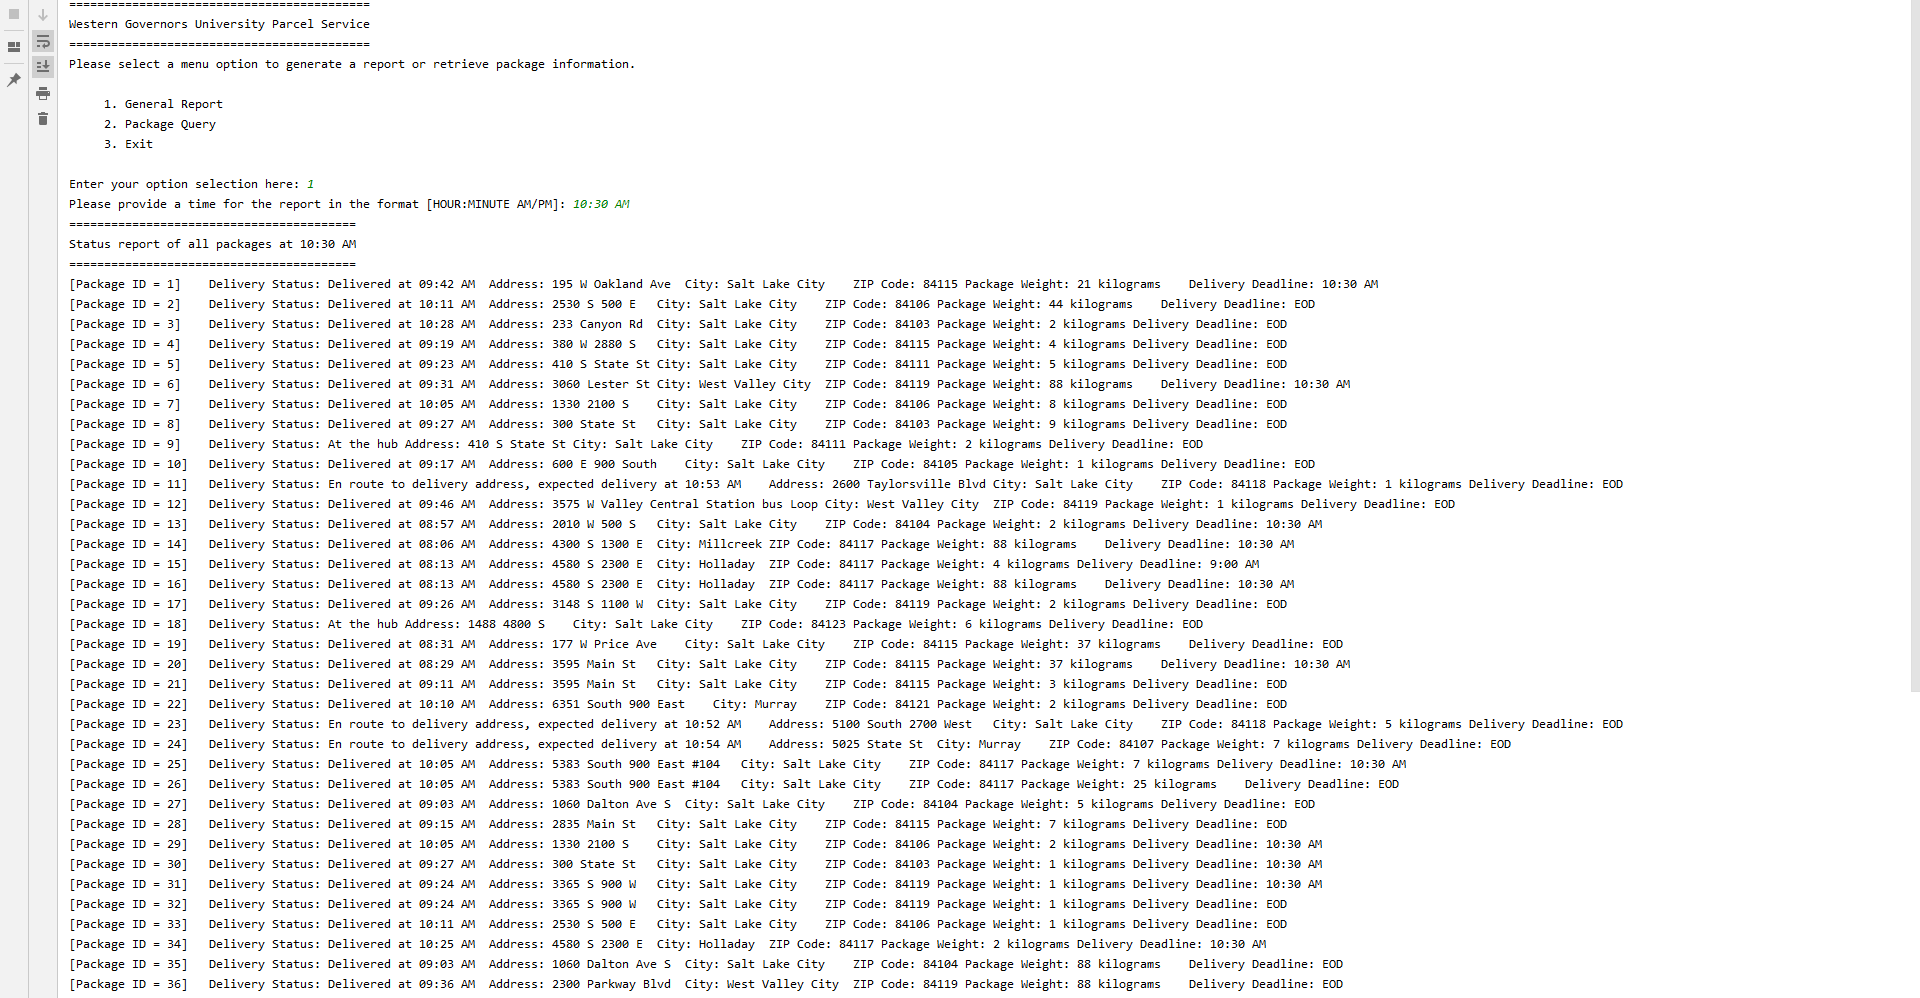 ===========================================
Western Governors University Parcel Service
===========================================
Please select a menu option to generate a report or retrieve package information.
1. General Report
2. Package Query
3. Exit
Enter your option selection here: 1
Please provide a time for the report in the format [HOUR:MINUTE AM/PM]: 10:30 AM
=========================================
Status report of all packages at 10:30 AM
=========================================
[Package ID = 1]    Delivery Status: Delivered at 09:42 AM  Address: 195 W Oakland Ave  City: Salt Lake City    ZIP Code: 84115 Package Weight: 21 kilograms    Delivery Deadline: 10:30 AM
[Package ID = 2]    Delivery Status: Delivered at 10:11 AM  Address: 2530 S 500 E   City: Salt Lake City    ZIP Code: 84106 Package Weight: 44 kilograms    Delivery Deadline: EOD
[Package ID = 3]    Delivery Status: Delivered at 10:28 AM  Address: 233 Canyon Rd  City: Salt Lake City    ZIP Code: 84103 Package Weight: 2 kilograms Delivery Deadline: EOD
[Package ID = 4]    Delivery Status: Delivered at 09:19 AM  Address: 380 W 2880 S   City: Salt Lake City    ZIP Code: 84115 Package Weight: 4 kilograms Delivery Deadline: EOD
[Package ID = 5]    Delivery Status: Delivered at 09:23 AM  Address: 410 S State St City: Salt Lake City    ZIP Code: 84111 Package Weight: 5 kilograms Delivery Deadline: EOD
[Package ID = 6]    Delivery Status: Delivered at 09:31 AM  Address: 3060 Lester St City: West Valley City  ZIP Code: 84119 Package Weight: 88 kilograms    Delivery Deadline: 10:30 AM
[Package ID = 7]    Delivery Status: Delivered at 10:05 AM  Address: 1330 2100 S    City: Salt Lake City    ZIP Code: 84106 Package Weight: 8 kilograms Delivery Deadline: EOD
[Package ID = 8]    Delivery Status: Delivered at 09:27 AM  Address: 300 State St   City: Salt Lake City    ZIP Code: 84103 Package Weight: 9 kilograms Delivery Deadline: EOD
[Package ID = 9]    Delivery Status: At the hub Address: 410 S State St City: Salt Lake City    ZIP Code: 84111 Package Weight: 2 kilograms Delivery Deadline: EOD
[Package ID = 10]   Delivery Status: Delivered at 09:17 AM  Address: 600 E 900 South    City: Salt Lake City    ZIP Code: 84105 Package Weight: 1 kilograms Delivery Deadline: EOD
[Package ID = 11]   Delivery Status: En route to delivery address, expected delivery at 10:53 AM    Address: 2600 Taylorsville Blvd City: Salt Lake City    ZIP Code: 84118 Package Weight: 1 kilograms Delivery Deadline: EOD
[Package ID = 12]   Delivery Status: Delivered at 09:46 AM  Address: 3575 W Valley Central Station bus Loop City: West Valley City  ZIP Code: 84119 Package Weight: 1 kilograms Delivery Deadline: EOD
[Package ID = 13]   Delivery Status: Delivered at 08:57 AM  Address: 2010 W 500 S   City: Salt Lake City    ZIP Code: 84104 Package Weight: 2 kilograms Delivery Deadline: 10:30 AM
[Package ID = 14]   Delivery Status: Delivered at 08:06 AM  Address: 4300 S 1300 E  City: Millcreek ZIP Code: 84117 Package Weight: 88 kilograms    Delivery Deadline: 10:30 AM
[Package ID = 15]   Delivery Status: Delivered at 08:13 AM  Address: 4580 S 2300 E  City: Holladay  ZIP Code: 84117 Package Weight: 4 kilograms Delivery Deadline: 9:00 AM
[Package ID = 16]   Delivery Status: Delivered at 08:13 AM  Address: 4580 S 2300 E  City: Holladay  ZIP Code: 84117 Package Weight: 88 kilograms    Delivery Deadline: 10:30 AM
[Package ID = 17]   Delivery Status: Delivered at 09:26 AM  Address: 3148 S 1100 W  City: Salt Lake City    ZIP Code: 84119 Package Weight: 2 kilograms Delivery Deadline: EOD
[Package ID = 18]   Delivery Status: At the hub Address: 1488 4800 S    City: Salt Lake City    ZIP Code: 84123 Package Weight: 6 kilograms Delivery Deadline: EOD
[Package ID = 19]   Delivery Status: Delivered at 08:31 AM  Address: 177 W Price Ave    City: Salt Lake City    ZIP Code: 84115 Package Weight: 37 kilograms    Delivery Deadline: EOD
[Package ID = 20]   Delivery Status: Delivered at 08:29 AM  Address: 3595 Main St   City: Salt Lake City    ZIP Code: 84115 Package Weight: 37 kilograms    Delivery Deadline: 10:30 AM
[Package ID = 21]   Delivery Status: Delivered at 09:11 AM  Address: 3595 Main St   City: Salt Lake City    ZIP Code: 84115 Package Weight: 3 kilograms Delivery Deadline: EOD
[Package ID = 22]   Delivery Status: Delivered at 10:10 AM  Address: 6351 South 900 East    City: Murray    ZIP Code: 84121 Package Weight: 2 kilograms Delivery Deadline: EOD
[Package ID = 23]   Delivery Status: En route to delivery address, expected delivery at 10:52 AM    Address: 5100 South 2700 West   City: Salt Lake City    ZIP Code: 84118 Package Weight: 5 kilograms Delivery Deadline: EOD
[Package ID = 24]   Delivery Status: En route to delivery address, expected delivery at 10:54 AM    Address: 5025 State St  City: Murray    ZIP Code: 84107 Package Weight: 7 kilograms Delivery Deadline: EOD
[Package ID = 25]   Delivery Status: Delivered at 10:05 AM  Address: 5383 South 900 East #104   City: Salt Lake City    ZIP Code: 84117 Package Weight: 7 kilograms Delivery Deadline: 10:30 AM
[Package ID = 26]   Delivery Status: Delivered at 10:05 AM  Address: 5383 South 900 East #104   City: Salt Lake City    ZIP Code: 84117 Package Weight: 25 kilograms    Delivery Deadline: EOD
[Package ID = 27]   Delivery Status: Delivered at 09:03 AM  Address: 1060 Dalton Ave S  City: Salt Lake City    ZIP Code: 84104 Package Weight: 5 kilograms Delivery Deadline: EOD
[Package ID = 28]   Delivery Status: Delivered at 09:15 AM  Address: 2835 Main St   City: Salt Lake City    ZIP Code: 84115 Package Weight: 7 kilograms Delivery Deadline: EOD
[Package ID = 29]   Delivery Status: Delivered at 10:05 AM  Address: 1330 2100 S    City: Salt Lake City    ZIP Code: 84106 Package Weight: 2 kilograms Delivery Deadline: 10:30 AM
[Package ID = 30]   Delivery Status: Delivered at 09:27 AM  Address: 300 State St   City: Salt Lake City    ZIP Code: 84103 Package Weight: 1 kilograms Delivery Deadline: 10:30 AM
[Package ID = 31]   Delivery Status: Delivered at 09:24 AM  Address: 3365 S 900 W   City: Salt Lake City    ZIP Code: 84119 Package Weight: 1 kilograms Delivery Deadline: 10:30 AM
[Package ID = 32]   Delivery Status: Delivered at 09:24 AM  Address: 3365 S 900 W   City: Salt Lake City    ZIP Code: 84119 Package Weight: 1 kilograms Delivery Deadline: EOD
[Package ID = 33]   Delivery Status: Delivered at 10:11 AM  Address: 2530 S 500 E   City: Salt Lake City    ZIP Code: 84106 Package Weight: 1 kilograms Delivery Deadline: EOD
[Package ID = 34]   Delivery Status: Delivered at 10:25 AM  Address: 4580 S 2300 E  City: Holladay  ZIP Code: 84117 Package Weight: 2 kilograms Delivery Deadline: 10:30 AM
[Package ID = 35]   Delivery Status: Delivered at 09:03 AM  Address: 1060 Dalton Ave S  City: Salt Lake City    ZIP Code: 84104 Package Weight: 88 kilograms    Delivery Deadline: EOD
[Package ID = 36]   Delivery Status: Delivered at 09:36 AM  Address: 2300 Parkway Blvd  City: West Valley City  ZIP Code: 84119 Package Weight: 88 kilograms    Delivery Deadline: EOD